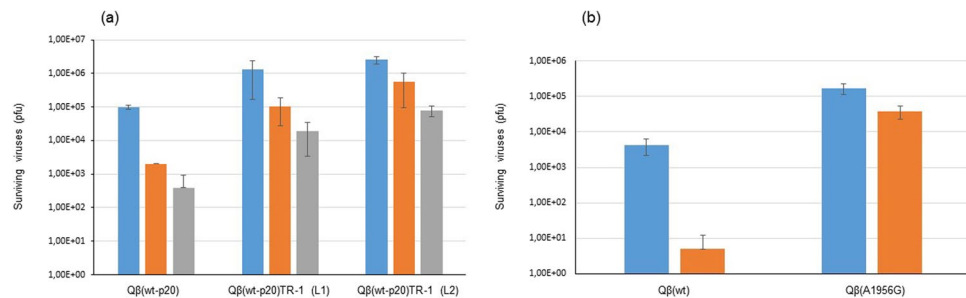 (a)
Surviving viruses (pfu)
1,00E+07
1,00E+06
1,00E+05
1,00E+04
1,00E+03
1,00E+02
1,00E+01
1,00E+00
Qβ(wt-p20)
Qβ(wt-p20)TR-1 (L1)
Qβ(wt-p20)TR-1 (L2)
(b)
Surviving viruses (pfu)
1,00E+06
1,00E+05
1,00E+04
1,00E+03
1,00E+02
1,00E+01
1,00E+00
Qβ(wt)
Qβ(A1956G)